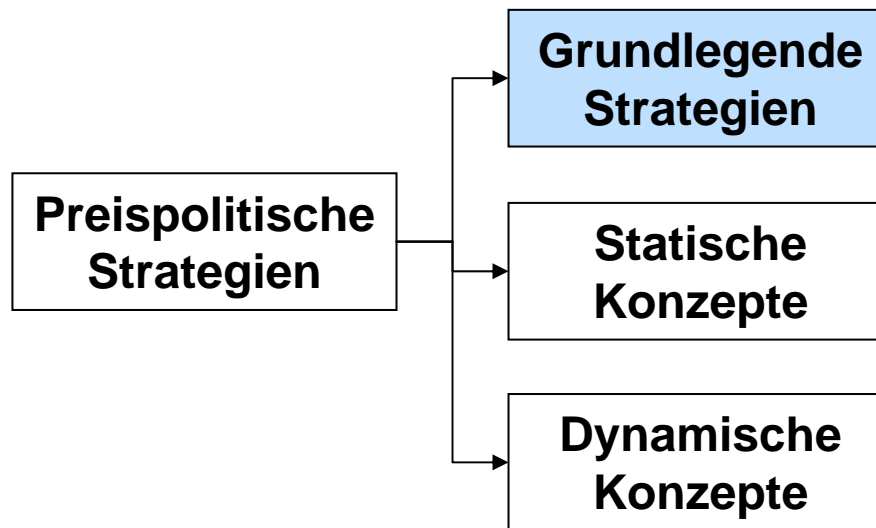 Grundlegende
Strategien
Preispolitische
Strategien
Statische
Konzepte
Dynamische
Konzepte